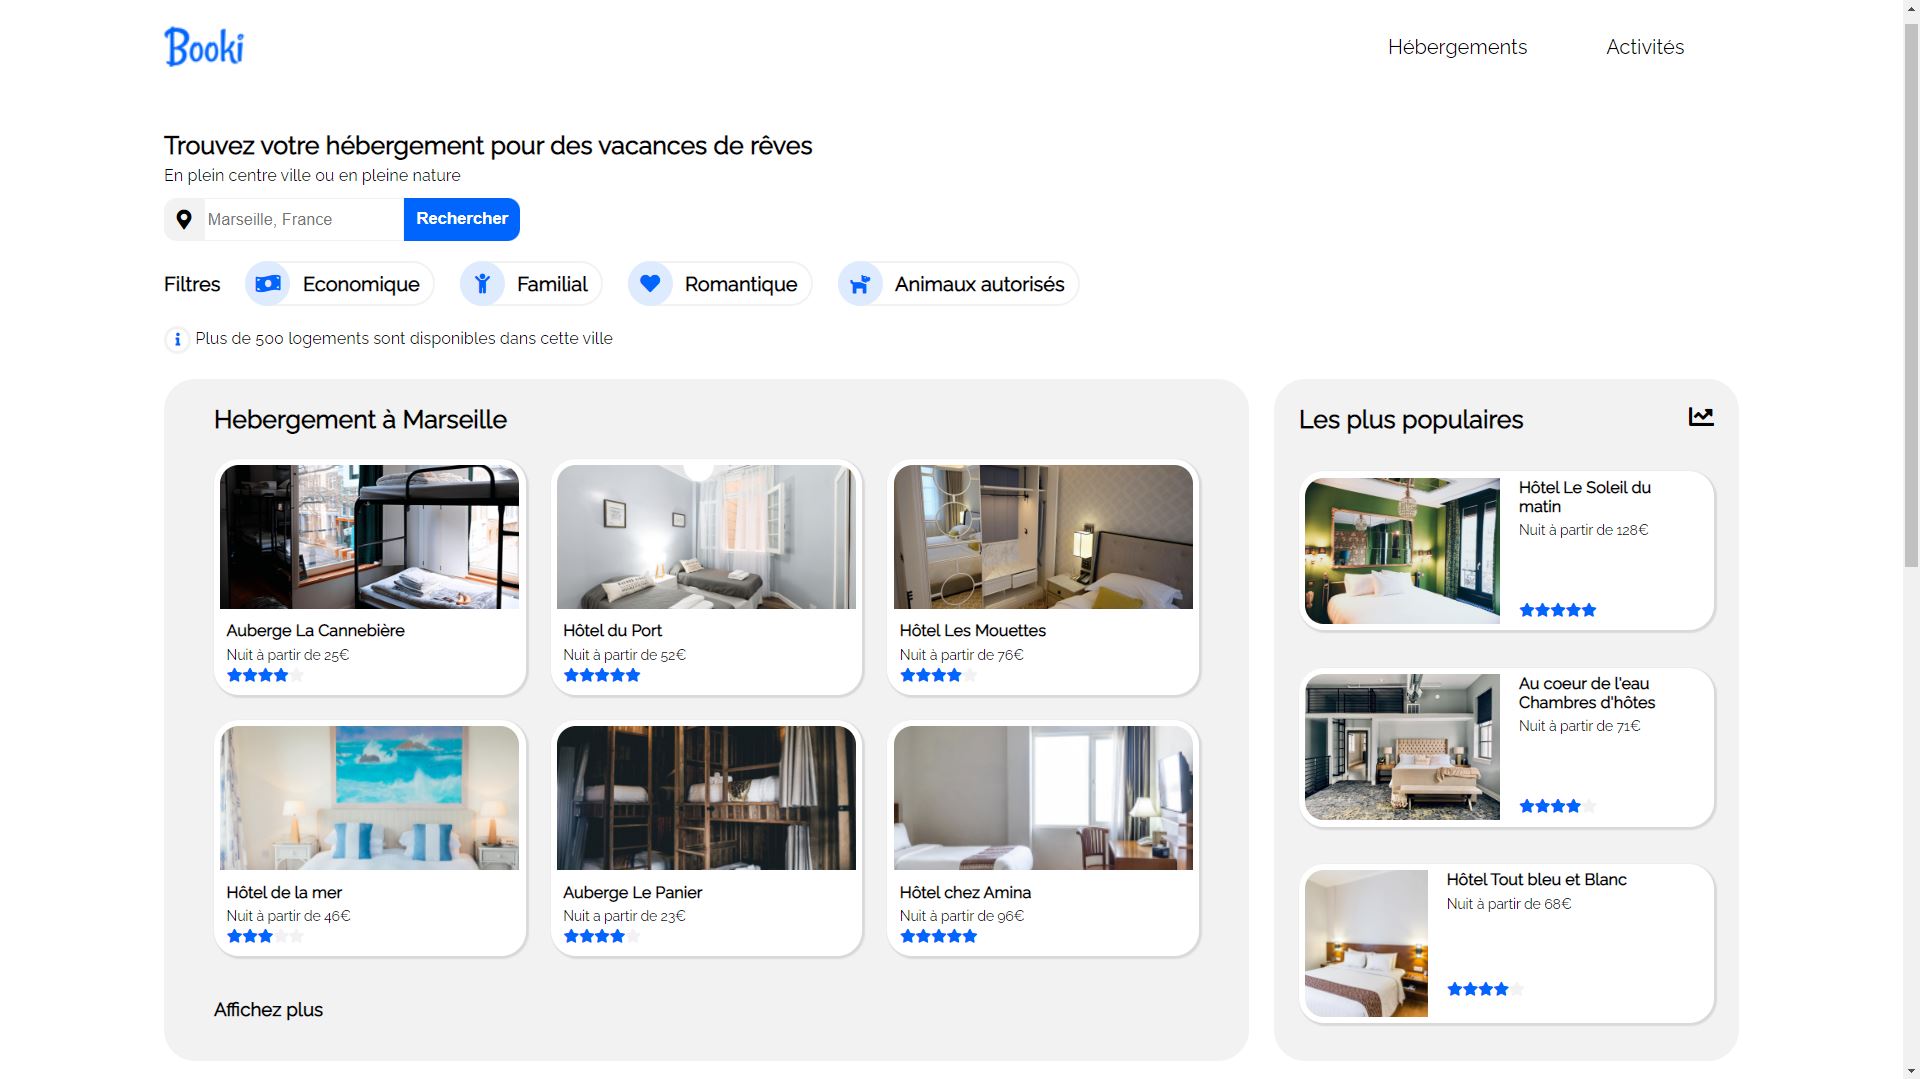 Booki
Hébergements
Activités
Trouvez votre hébergement pour des vacances de rêves
En plein centre ville ou en pleine nature
Marseille, France
Rechercher
Filtres
Economique
Familial
Romantique
Animaux autorisés
Plus de 500 logements sont disponibles dans cette ville
Hebergement à Marseille
Auberge La Cannebière
Nuit à partir de 25€
Hôtel du Port
Nuit à partir de 52€
Hôtel Les Mouettes
Nuit à partir de 76€
Hôtel de la mer
Nuit à partir de 46€
Auberge Le Panier
Nuit a partir de 23€
Hôtel chez Amina
Nuit à partir de 96€
Affichez plus
Les plus populaires
Hôtel Le Soleil du
matin
Nuit à partir de 128€
Au coeur de l'eau
Chambres d'hôtes
Nuit à partir de 71€
Hôtel Tout bleu et Blanc
Nuit à partir de 68€